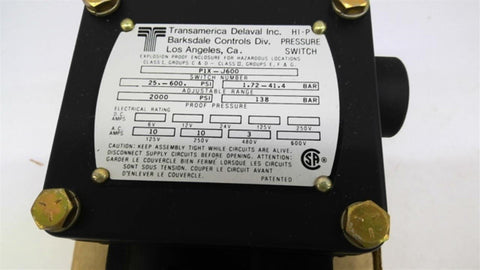 Transamerica Delaval Inc. HI-P
Barksdale Controls Div. PRESSURE
Los Angeles, Ca. SWITCH
EXPLOSION PROOF ENCLOSURE FOR HAZARDOUS LOCATIONS
CLASS I, GROUPS C & D - CLASS II, GROUPS E, F & G
P1X-J600
SWITCH NUMBER
25.-600. PSI 1.72-41.4 BAR
ADJUSTABLE RANGE
2000 PSI 138 BAR
PROOF PRESSURE
ELECTRICAL RATING
D.C. AMPS
6V 12V 24V 125V 250V
A.C. AMPS 10 10 3
125V 250V 480V 600V
CAUTION: KEEP ASSEMBLY TIGHT WHILE CIRCUITS ARE ALIVE.
DISCONNECT SUPPLY CIRCUITS BEFORE OPENING. ATTENTION:
GARDER LE COUVERCLE BIEN FERMÉ LORSQUE LES CIRCUITS
SONT SOUS TENSION. COUPER LE CIRCUIT AVANT
D'ENLEVER LE COUVERCLE. PATENTED
SA